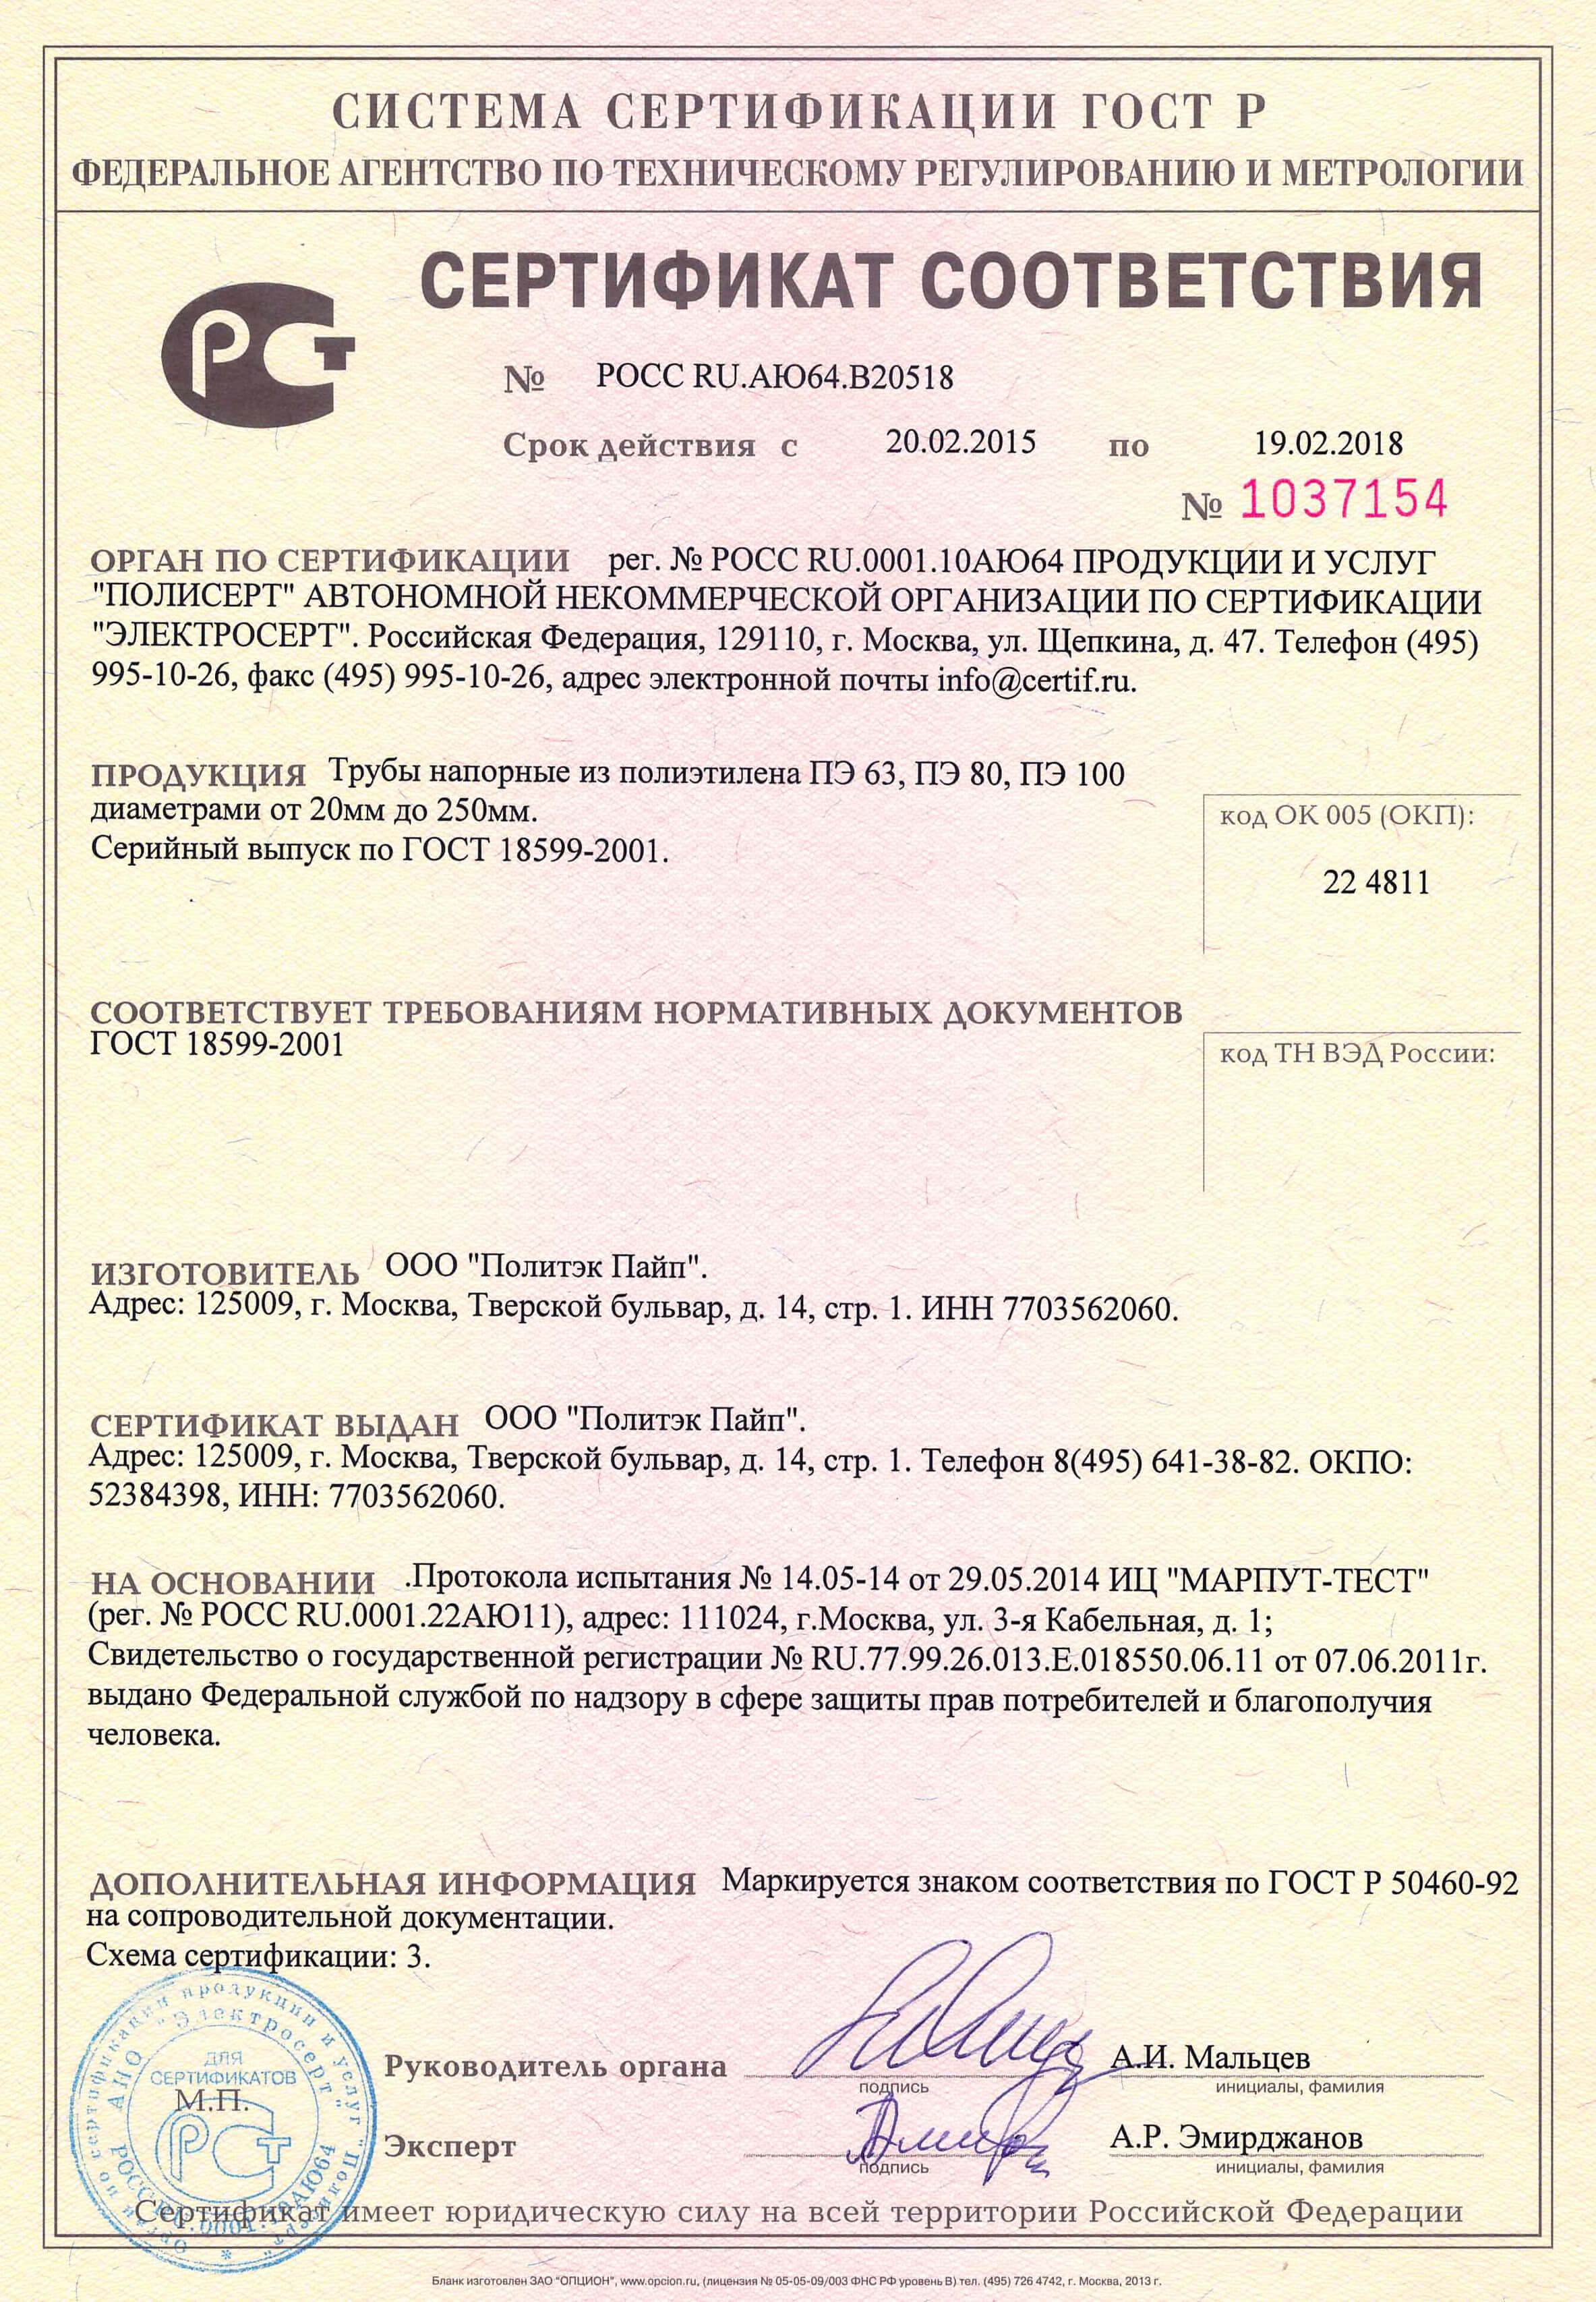 СИСТЕМА СЕРТИФИКАЦИИ ГОСТ Р
ФЕДЕРАЛЬНОЕ АГЕНТСТВО ПО ТЕХНИЧЕСКОМУ РЕГУЛИРОВАНИЮ И МЕТРОЛОГИИ
СЕРТИФИКАТ СООТВЕТСТВИЯ
РСТ
№ РОСС RU.АЮ64.В20518
Срок действия с 20.02.2015 по 19.02.2018
№ 1037154
ОРГАН ПО СЕРТИФИКАЦИИ рег. № РОСС RU.0001.10АЮ64 ПРОДУКЦИИ И УСЛУГ
"ПОЛИСЕРТ" АВТОНОМНОЙ НЕКОММЕРЧЕСКОЙ ОРГАНИЗАЦИИ ПО СЕРТИФИКАЦИИ
"ЭЛЕКТРОСЕРТ". Российская Федерация, 129110, г. Москва, ул. Щепкина, д. 47. Телефон (495)
995-10-26, факс (495) 995-10-26, адрес электронной почты info@certif.ru.
ПРОДУКЦИЯ Трубы напорные из полиэтилена ПЭ 63, ПЭ 80, ПЭ 100
диаметрами от 20мм до 250мм.
Серийный выпуск по ГОСТ 18599-2001.
код ОК 005 (ОКП):
22 4811
СООТВЕТСТВУЕТ ТРЕБОВАНИЯМ НОРМАТИВНЫХ ДОКУМЕНТОВ
ГОСТ 18599-2001
код ТН ВЭД России:
ИЗГОТОВИТЕЛЬ ООО "Политэк Пайп".
Адрес: 125009, г. Москва, Тверской бульвар, д. 14, стр. 1. ИНН 7703562060.
СЕРТИФИКАТ ВЫДАН ООО "Политэк Пайп".
Адрес: 125009, г. Москва, Тверской бульвар, д. 14, стр. 1. Телефон 8(495) 641-38-82. ОКПО:
52384398, ИНН: 7703562060.
НА ОСНОВАНИИ .Протокола испытания № 14.05-14 от 29.05.2014 ИЦ "МАРПУТ-ТЕСТ"
(рег. № РОСС RU.0001.22АЮ11), адрес: 111024, г.Москва, ул. 3-я Кабельная, д. 1;
Свидетельство о государственной регистрации № RU.77.99.26.013.Е.018550.06.11 от 07.06.2011г.
выдано Федеральной службой по надзору в сфере защиты прав потребителей и благополучия
человека.
ДОПОЛНИТЕЛЬНАЯ ИНФОРМАЦИЯ Маркируется знаком соответствия по ГОСТ Р 50460-92
на сопроводительной документации.
Схема сертификации: 3.
орган по сертификации продукции и услуг "Полисерт" *
АНО "Электросерт"
РОСС RU.0001.10АЮ64
ДЛЯ
СЕРТИФИКАТОВ
М.П.
РСТ
Руководитель органа
подпись
А.И. Мальцев
инициалы, фамилия
Эксперт
подпись
А.Р. Эмирджанов
инициалы, фамилия
Сертификат имеет юридическую силу на всей территории Российской Федерации
Бланк изготовлен ЗАО "ОПЦИОН", www.opcion.ru, (лицензия № 05-05-09/003 ФНС РФ уровень В) тел. (495) 726 4742, г. Москва, 2013 г.